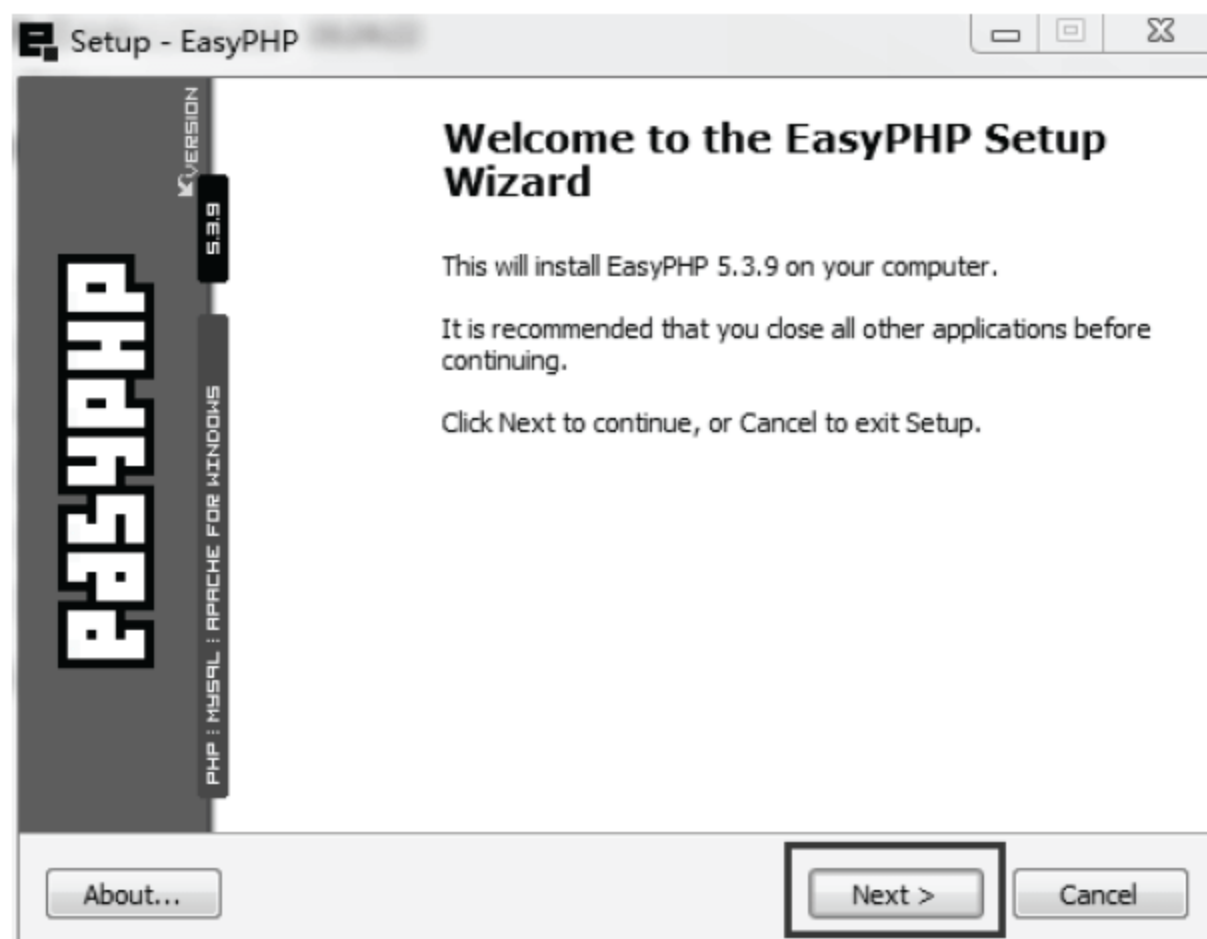 Setup - EasyPHP
VERSION
5.3.9
easyPHP
PHP : MYSQL : APACHE FOR WINDOWS
Welcome to the EasyPHP Setup
Wizard
This will install EasyPHP 5.3.9 on your computer.
It is recommended that you close all other applications before
continuing.
Click Next to continue, or Cancel to exit Setup.
About...
Next >
Cancel